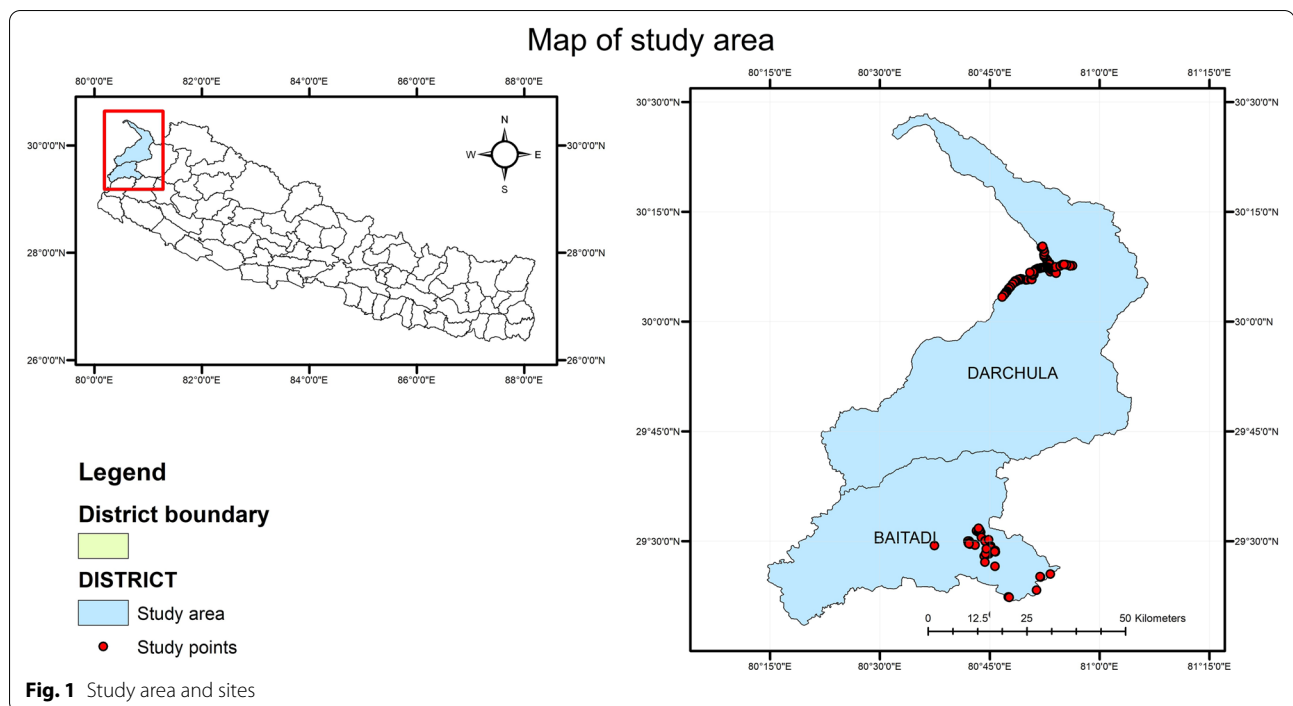 Map of study area
80°0'0"E 82°0'0"E 84°0'0"E 86°0'0"E 88°0'0"E
30°0'0"N 30°0'0"N
28°0'0"N 28°0'0"N
26°0'0"N 26°0'0"N
80°0'0"E 82°0'0"E 84°0'0"E 86°0'0"E 88°0'0"E
N
W E
S
Legend
District boundary
DISTRICT
Study area
Study points
80°15'0"E 80°30'0"E 80°45'0"E 81°0'0"E 81°15'0"E
30°30'0"N 30°30'0"N
30°15'0"N 30°15'0"N
30°0'0"N 30°0'0"N
DARCHULA
29°45'0"N 29°45'0"N
BAITADI
29°30'0"N 29°30'0"N
0 12.5 25 50 Kilometers
80°15'0"E 80°30'0"E 80°45'0"E 81°0'0"E 81°15'0"E
Fig. 1 Study area and sites